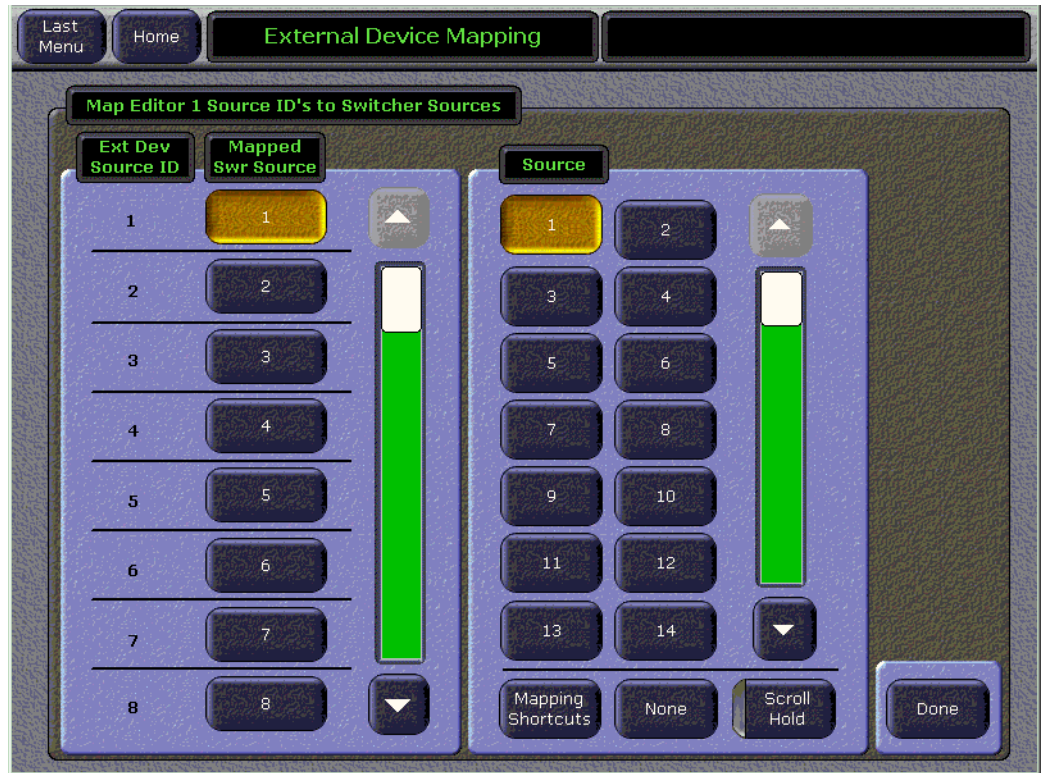 Last
Menu
Home
External Device Mapping
Map Editor 1 Source ID's to Switcher Sources
Ext Dev
Source ID
Mapped
Swr Source
1 1
2 2
3 3
4 4
5 5
6 6
7 7
8 8
Source
1 2
3 4
5 6
7 8
9 10
11 12
13 14
Mapping
Shortcuts
None
Scroll
Hold
Done